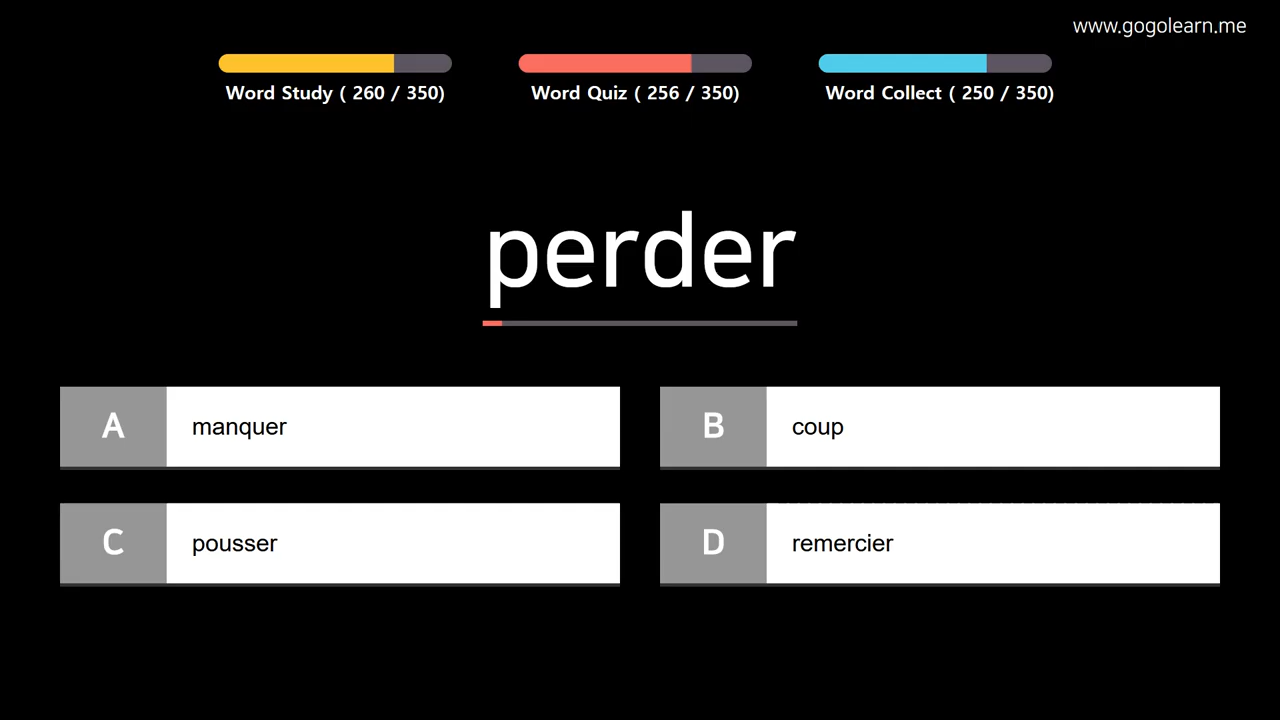 www.gogolearn.me
Word Study ( 260 / 350)
Word Quiz ( 256 / 350)
Word Collect ( 250 / 350)
perder
A manquer
B coup
C pousser
D remercier